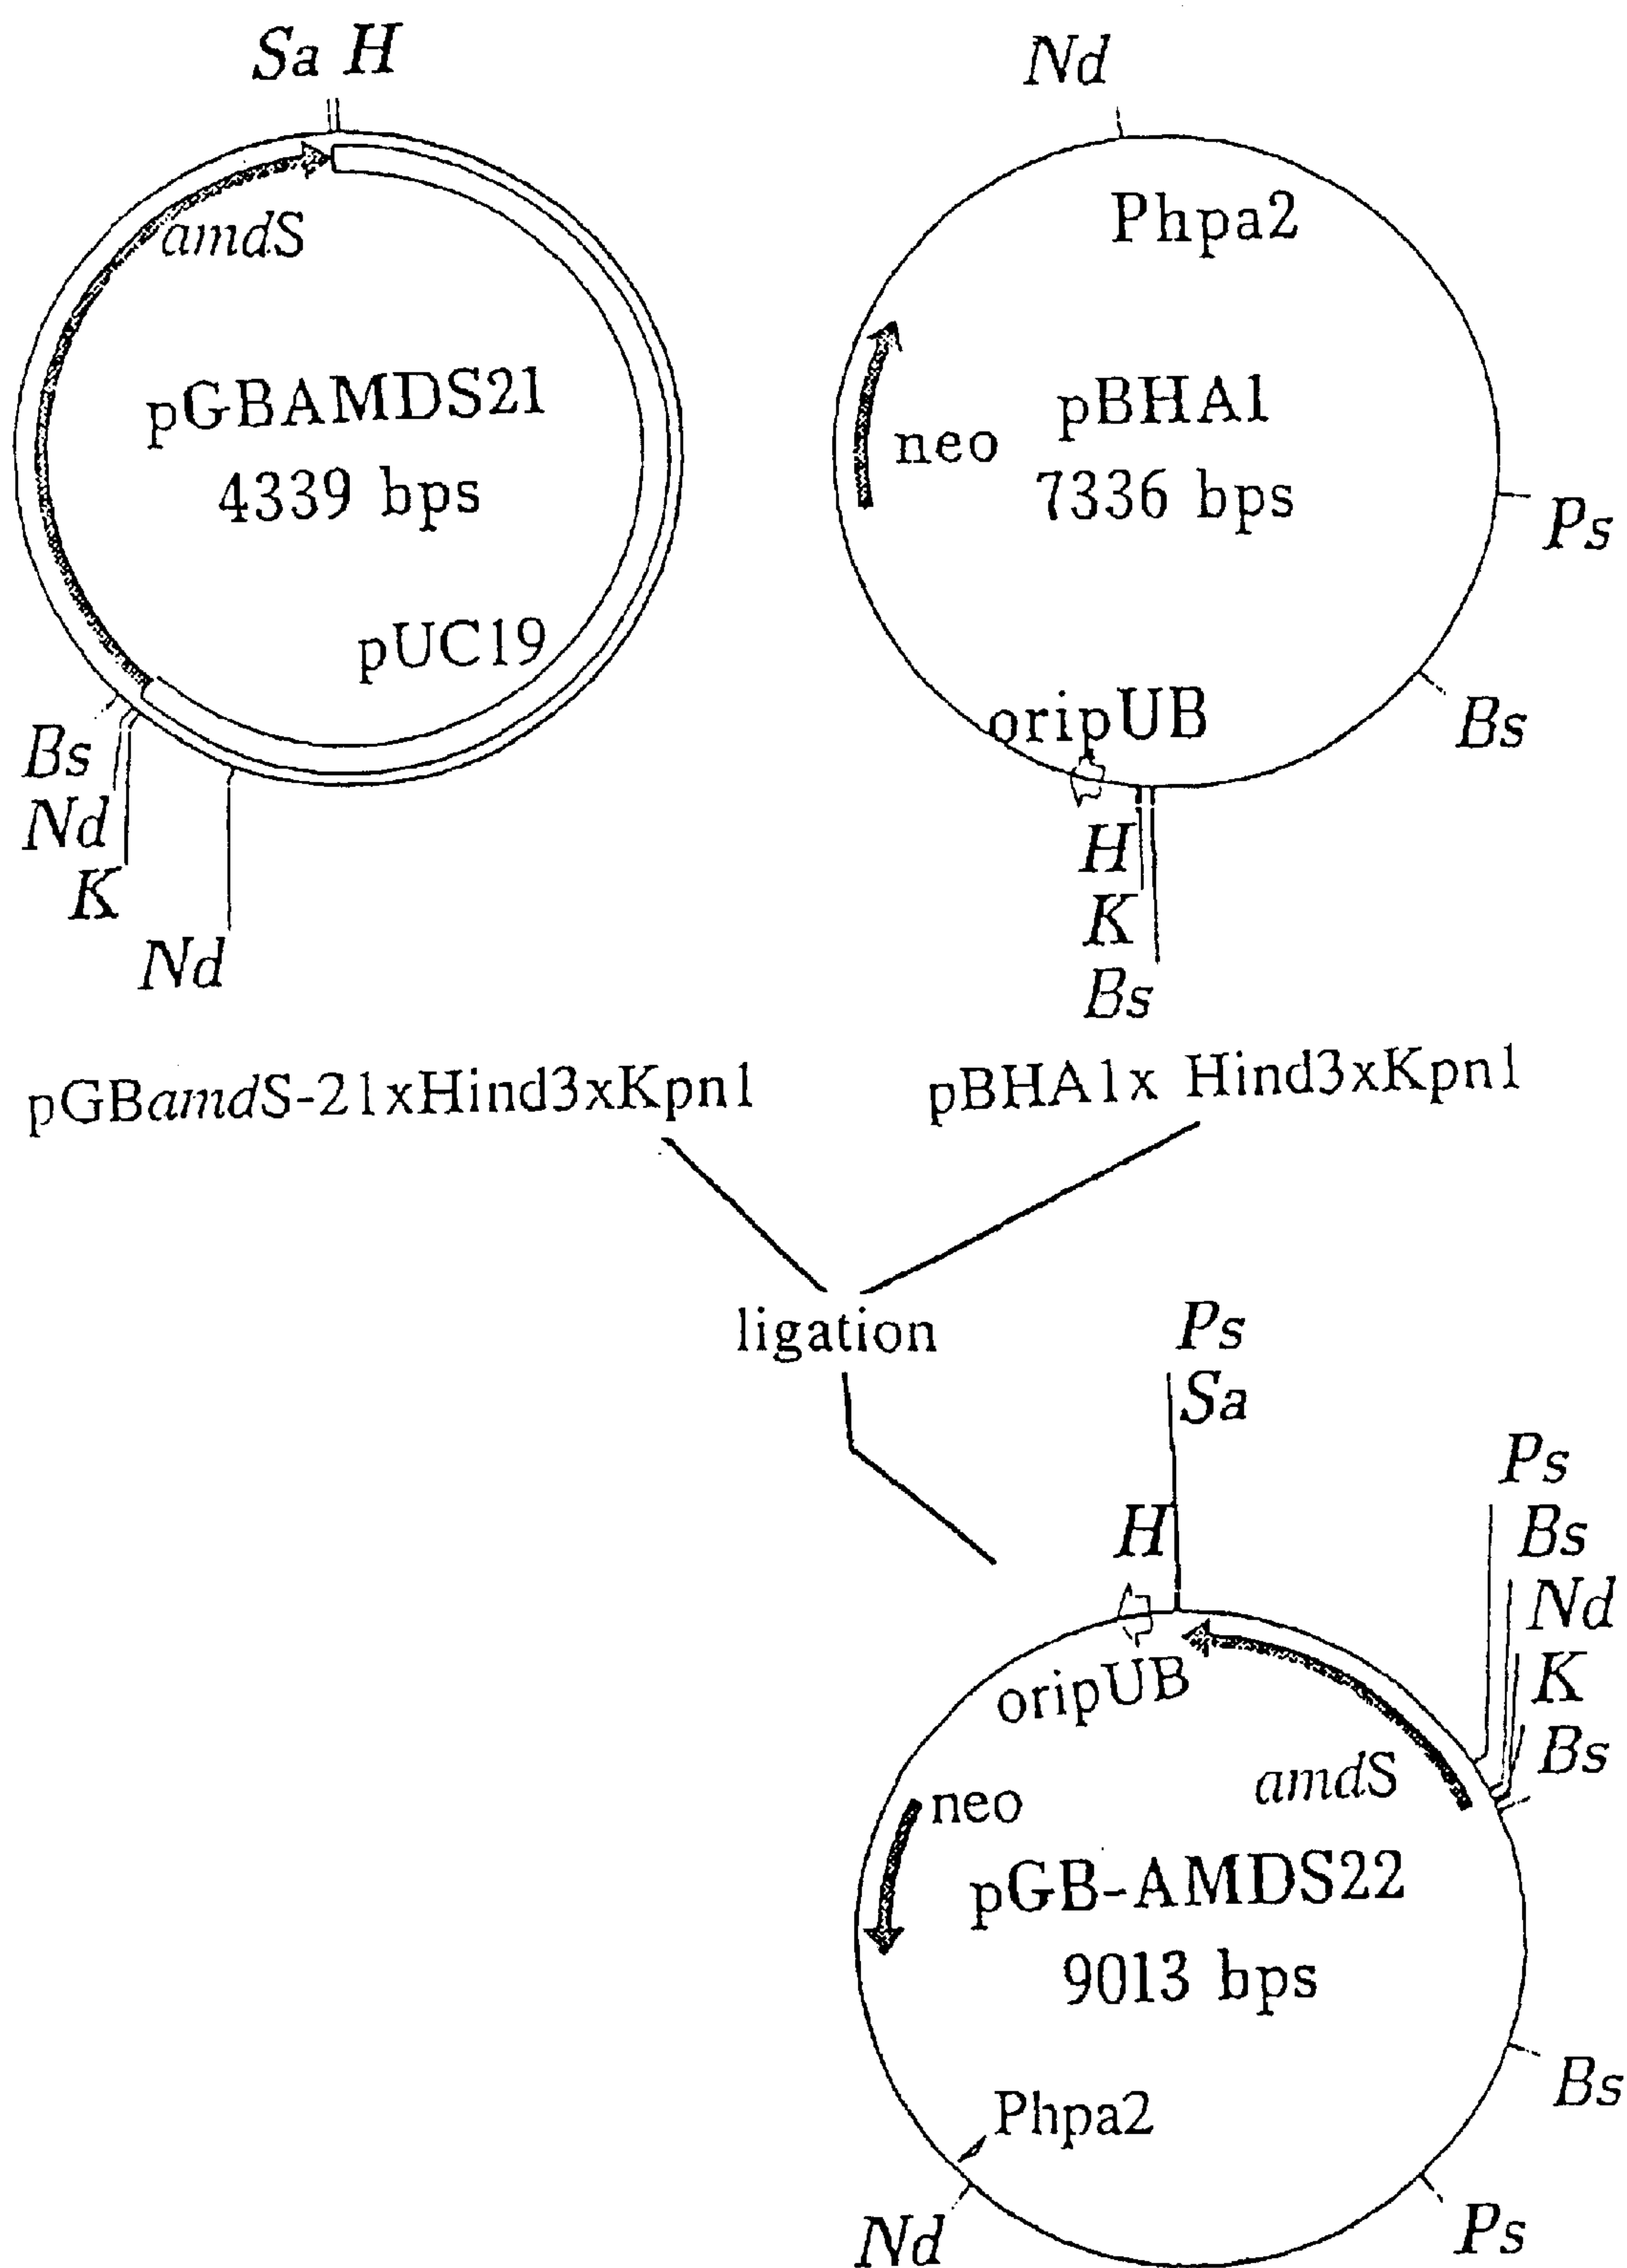 Sa H
amdS
pGBAMDS21
4339 bps
pUC19
Bs
Nd
K
Nd
Nd
Phpa2
pBHA1
neo
7336 bps
Ps
Bs
oripUB
H
K
Bs
pGBamdS-21xHind3xKpn1
pBHA1x Hind3xKpn1
ligation
Ps
Sa
H
Ps
Bs
Nd
K
Bs
oripUB
amdS
neo
pGB-AMDS22
9013 bps
Bs
Phpa2
Nd
Ps